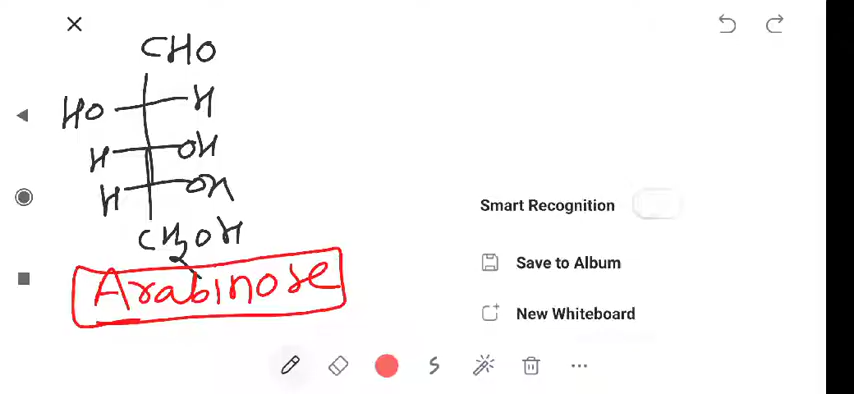 CHO
HO H
H OH
H OH
CH2OH
Arabinose
Smart Recognition
Save to Album
New Whiteboard